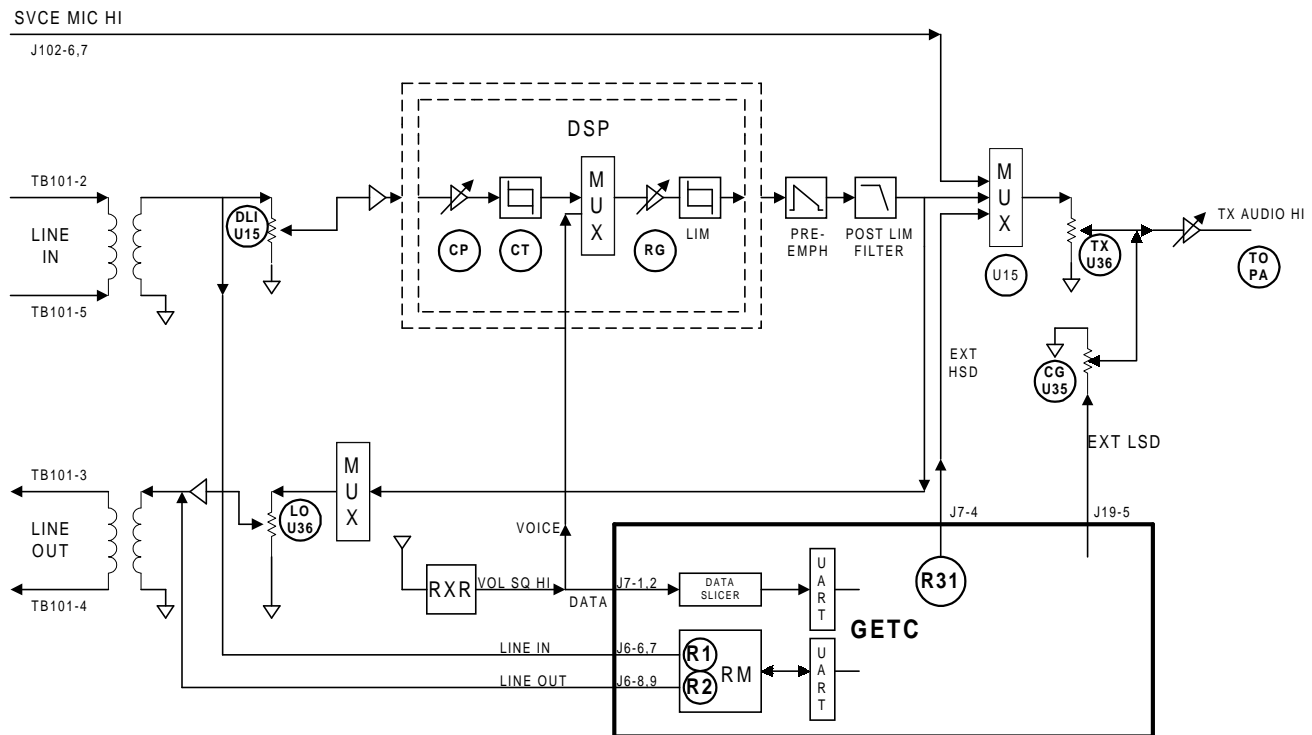 SVCE MIC HI
J102-6,7
DSP
TB101-2
LINE
IN
TB101-5
DLI
U15
CP
CT
M
U
X
RG
LIM
PRE-
EMPH
POST LIM
FILTER
M
U
X
U15
TX
U36
TX AUDIO HI
TO
PA
CG
U35
EXT
HSD
EXT LSD
TB101-3
LINE
OUT
TB101-4
LO
U36
M
U
X
VOICE
RXR
VOL SQ HI
DATA
J7-1,2
DATA
SLICER
U
A
R
T
R31
J7-4
J19-5
GETC
LINE IN
J6-6,7
R1
LINE OUT
J6-8,9
R2
RM
U
A
R
T